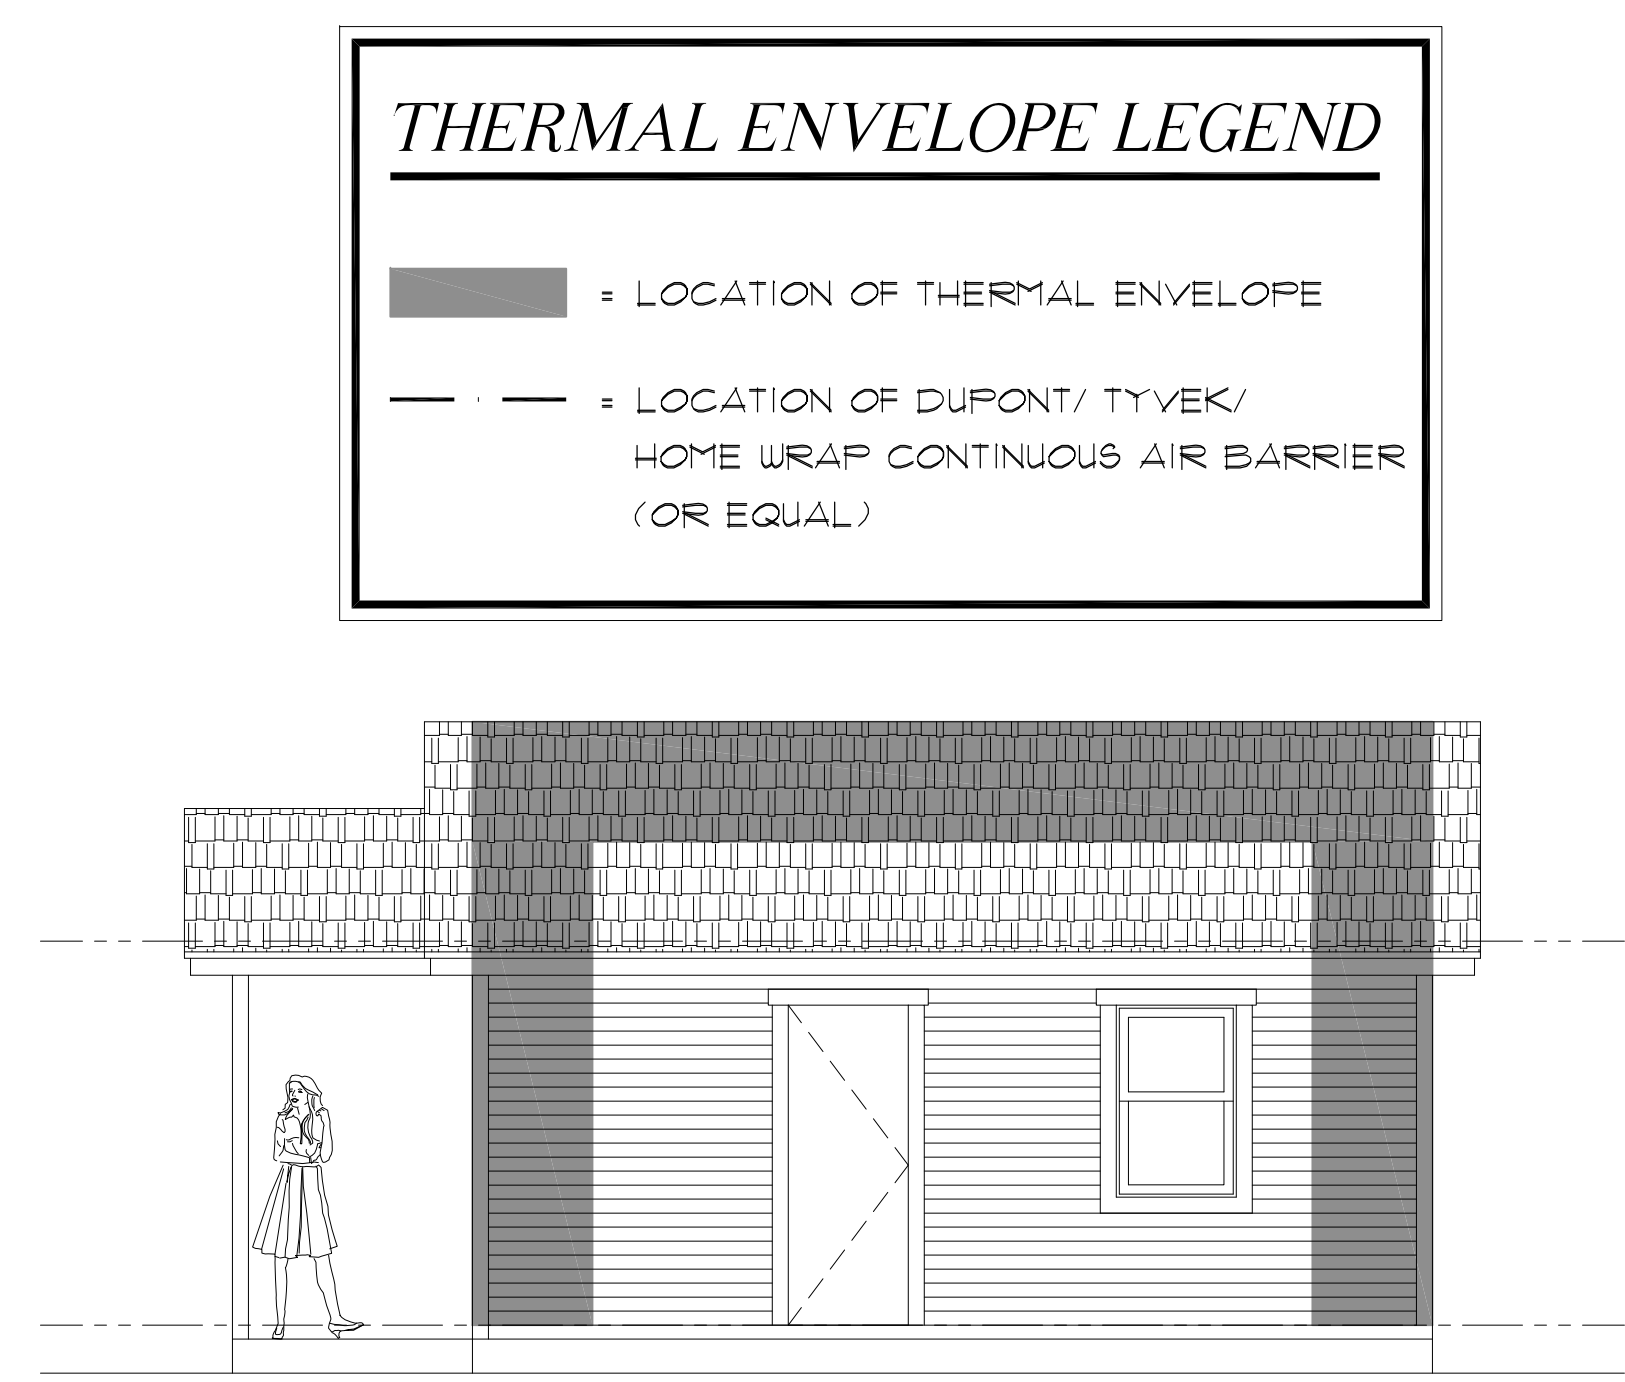 THERMAL ENVELOPE LEGEND
= LOCATION OF THERMAL ENVELOPE
= LOCATION OF DUPONT/ TYVEK/
HOME WRAP CONTINUOUS AIR BARRIER
(OR EQUAL)